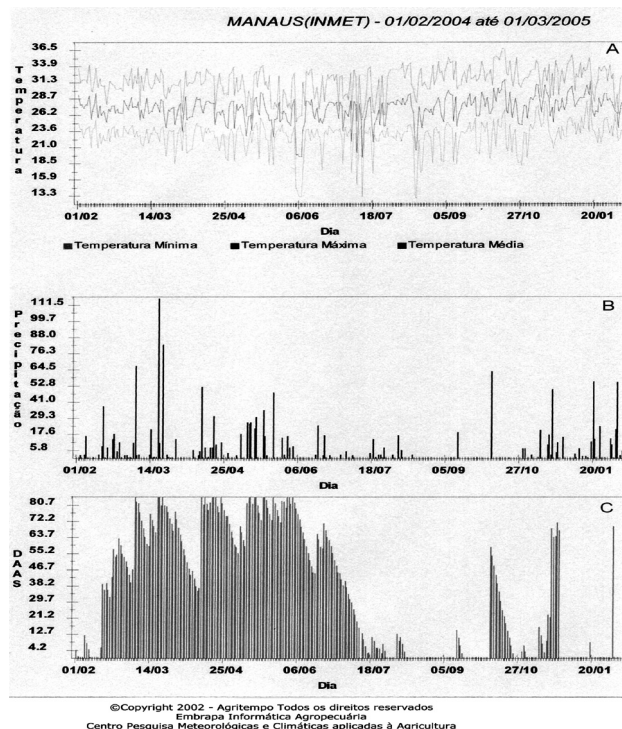 MANAUS(INMET) - 01/02/2004 até 01/03/2005
A
Temperatura
36.5
33.9
31.3
28.7
26.2
23.6
21.0
18.5
15.9
13.3
01/02 14/03 25/04 06/06 18/07 05/09 27/10 20/01
Dia
Temperatura Mínima Temperatura Máxima Temperatura Média
B
Precipitação
111.5
99.7
88.0
76.3
64.5
52.8
41.0
29.3
17.6
5.8
01/02 14/03 25/04 06/06 18/07 05/09 27/10 20/01
Dia
C
DAAS
80.7
72.2
63.7
55.2
46.7
38.2
29.7
21.2
12.7
4.2
01/02 14/03 25/04 06/06 18/07 05/09 27/10 20/01
Dia
©Copyright 2002 - Agritempo Todos os direitos reservados
Embrapa Informática Agropecuária
Centro Pesquisa Meteorológicas e Climáticas aplicadas à Agricultura